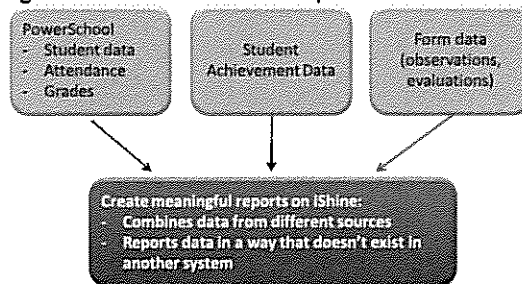 PowerSchool
- Student data
- Attendance
- Grades
Student
Achievement Data
Form data
(observations,
evaluations)
Create meaningful reports on iShine:
- Combines data from different sources
- Reports data in a way that doesn't exist in
another system